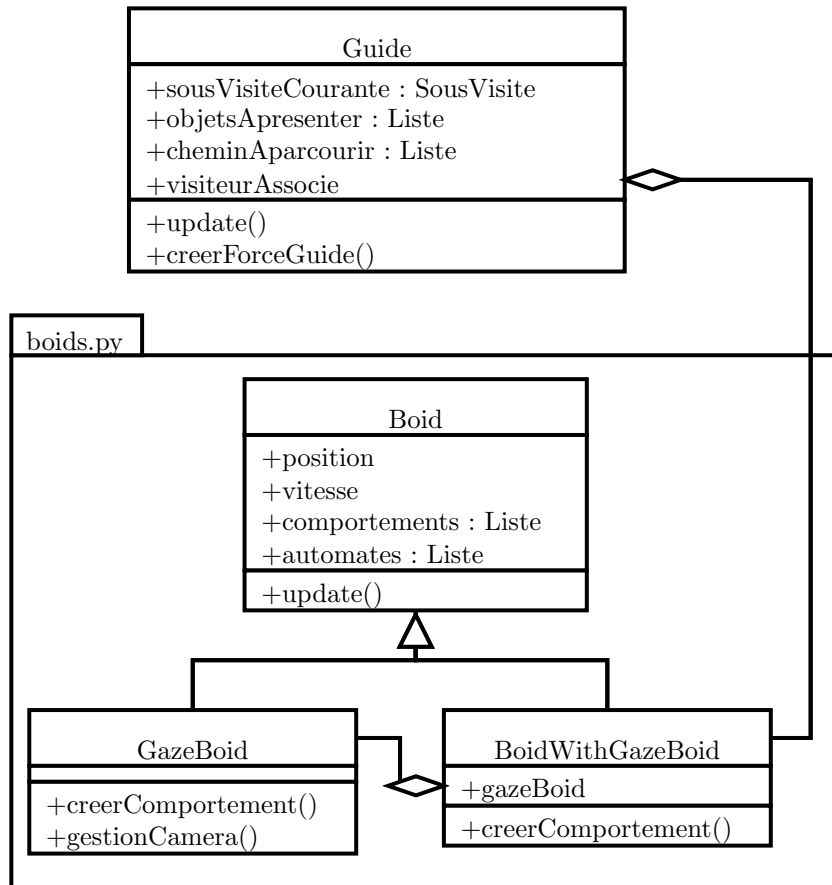 Guide
+sousVisiteCourante : SousVisite
+objetsApresenter : Liste
+cheminAparcourir : Liste
+visiteurAssocie
+update()
+creerForceGuide()
boids.py
Boid
+position
+vitesse
+comportements : Liste
+automates : Liste
+update()
GazeBoid
+creerComportement()
+gestionCamera()
BoidWithGazeBoid
+gazeBoid
+creerComportement()